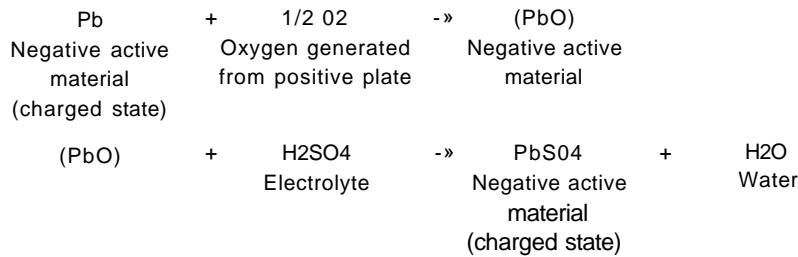 Pb + 1/2 02 -» (PbO)
Negative active Oxygen generated Negative active
material from positive plate material
(charged state)
(PbO) + H2SO4 -» PbS04 + H2O
Electrolyte Negative active Water
material
(charged state)